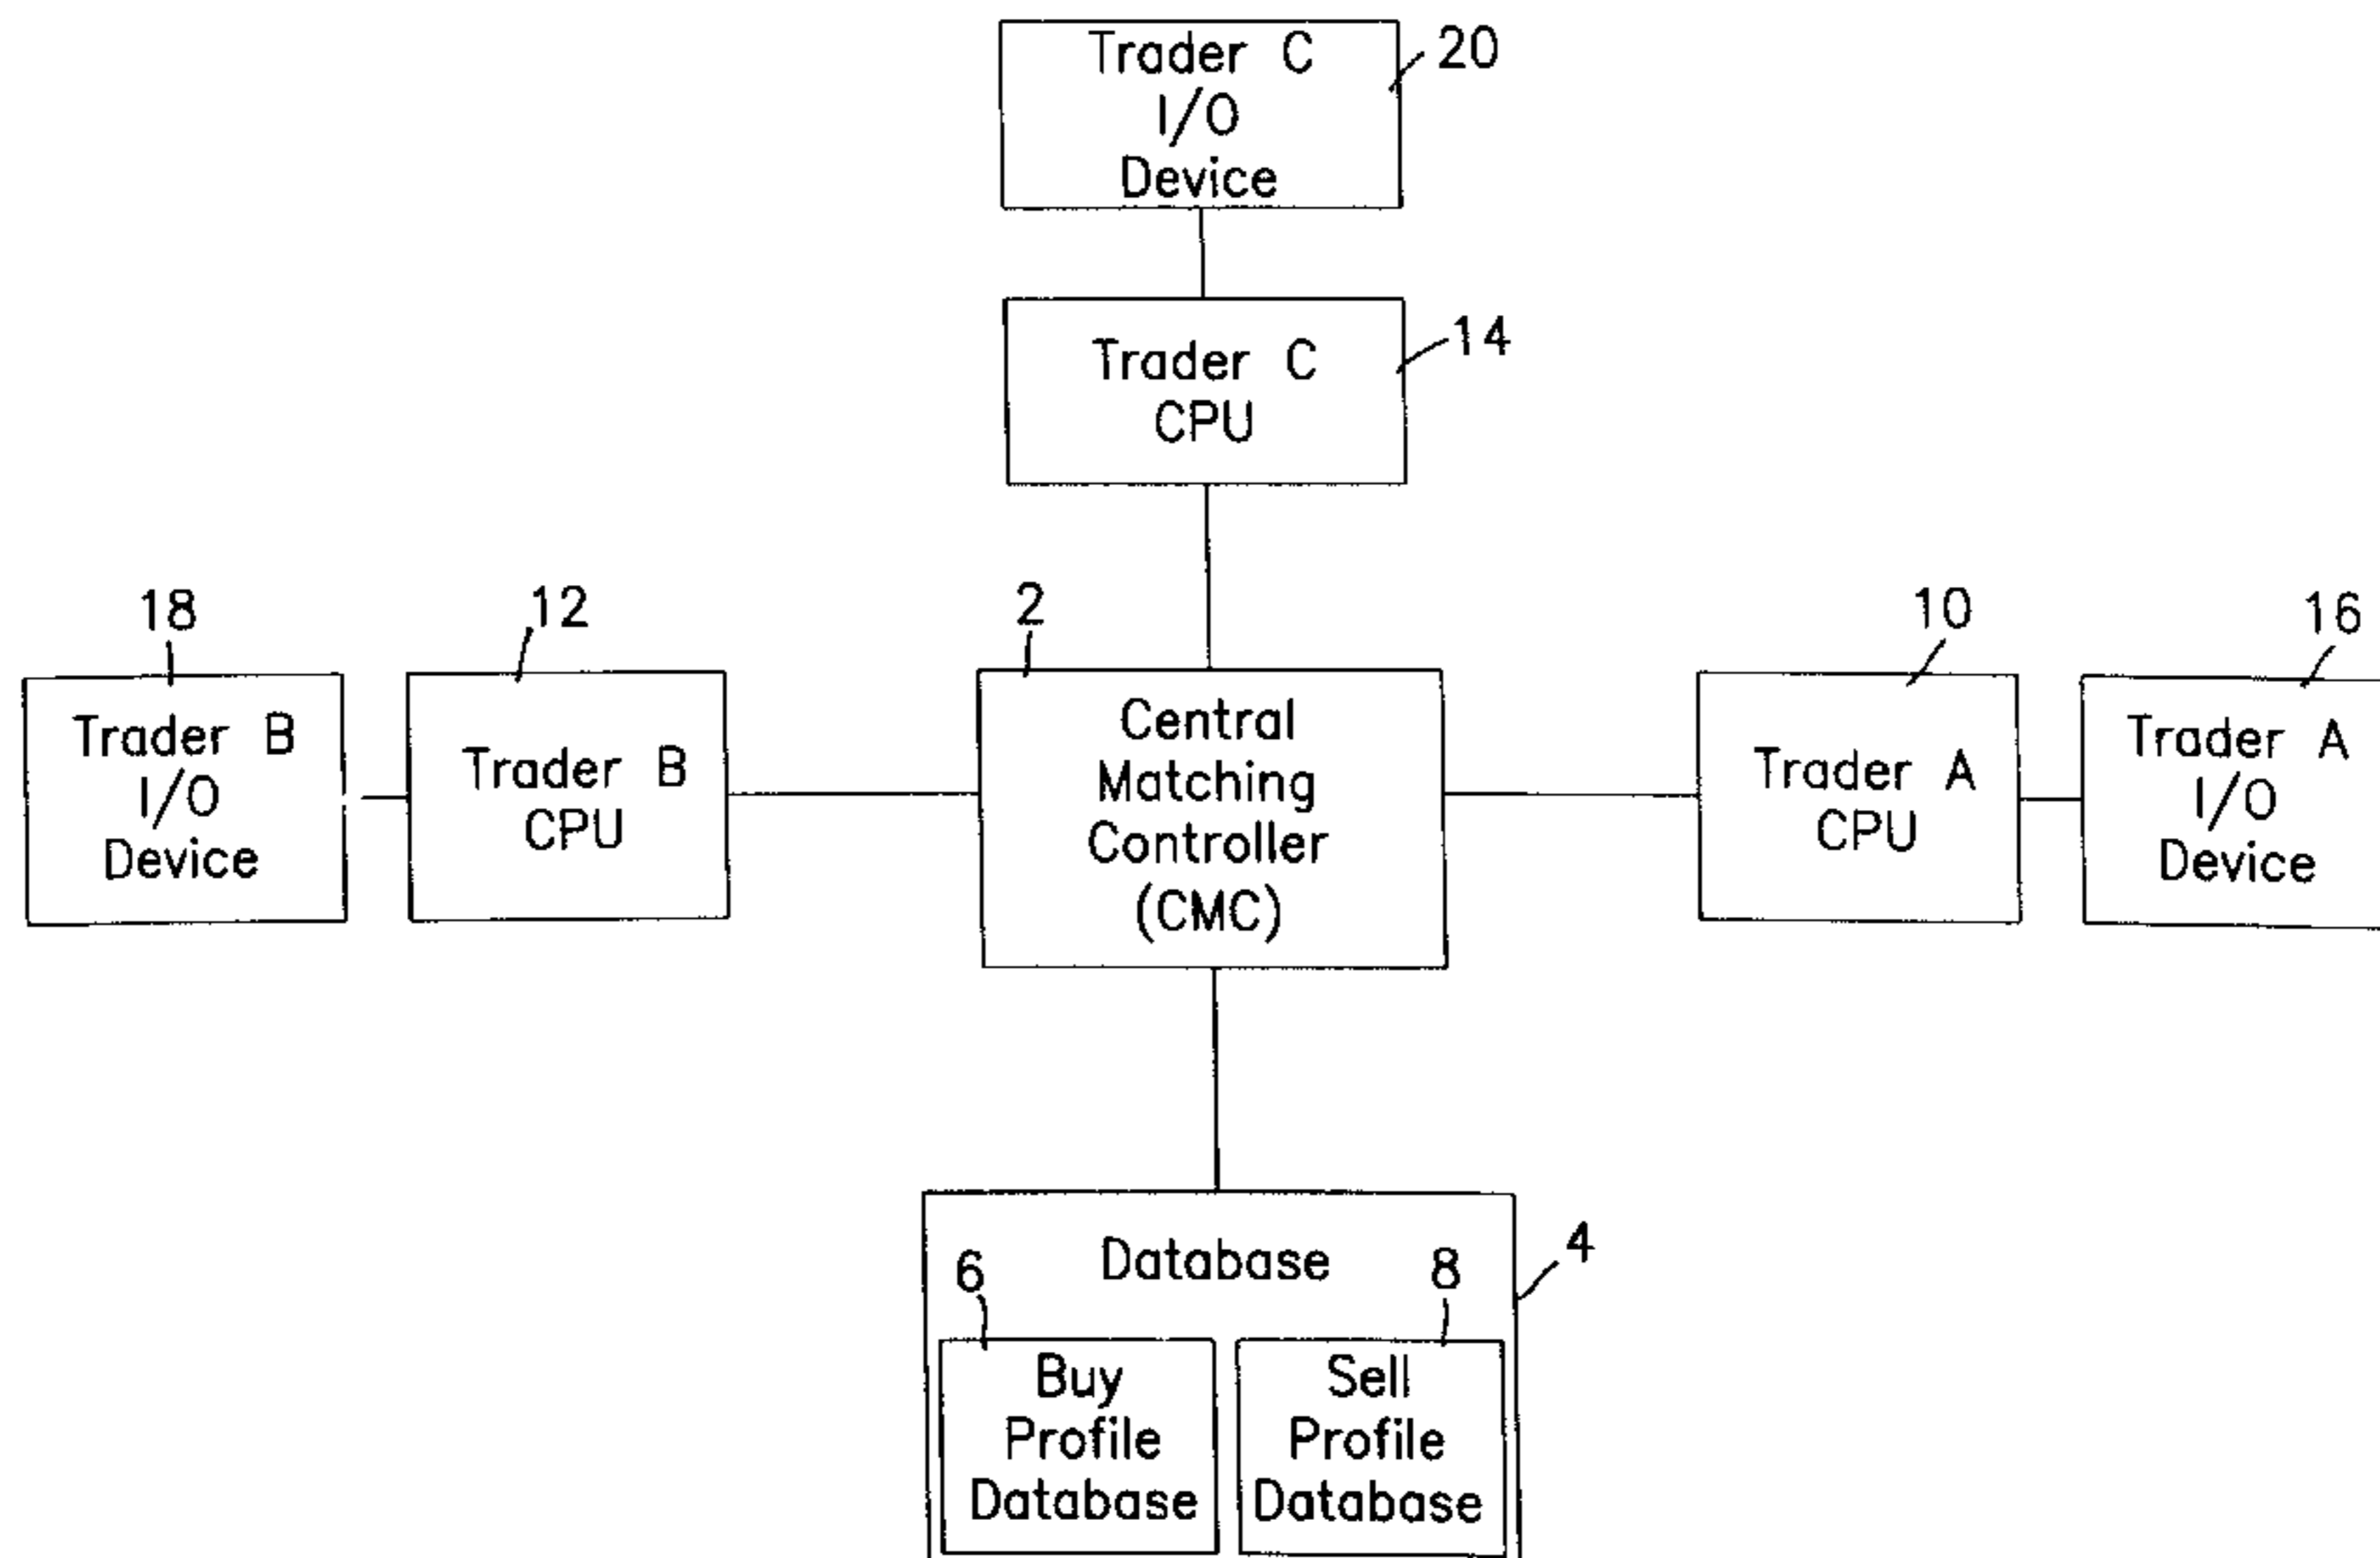 Trader C
I/O
Device
20
Trader C
CPU
14
18
12
2
10
16
Trader B
I/O
Device
Trader B
CPU
Central
Matching
Controller
(CMC)
Trader A
CPU
Trader A
I/O
Device
Database
4
6
8
Buy
Profile
Database
Sell
Profile
Database